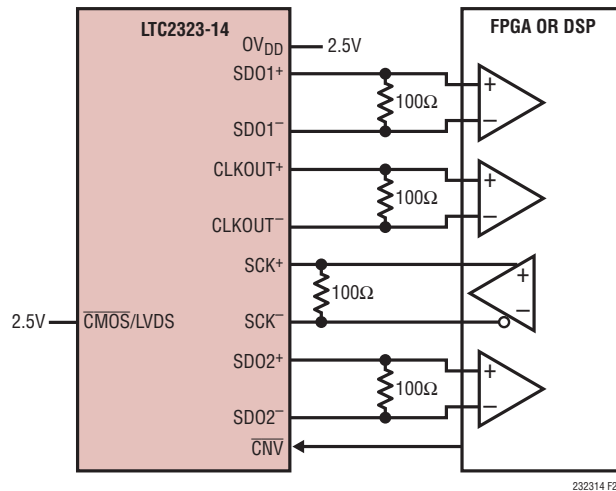 LTC2323-14
FPGA OR DSP
OVDD
2.5V
SDO1+
+
100Ω
SDO1–
–
CLKOUT+
+
100Ω
CLKOUT–
–
SCK+
+
100Ω
2.5V
CMOS/LVDS
SCK–
–
SDO2+
+
100Ω
SDO2–
–
CNV
232314 F2